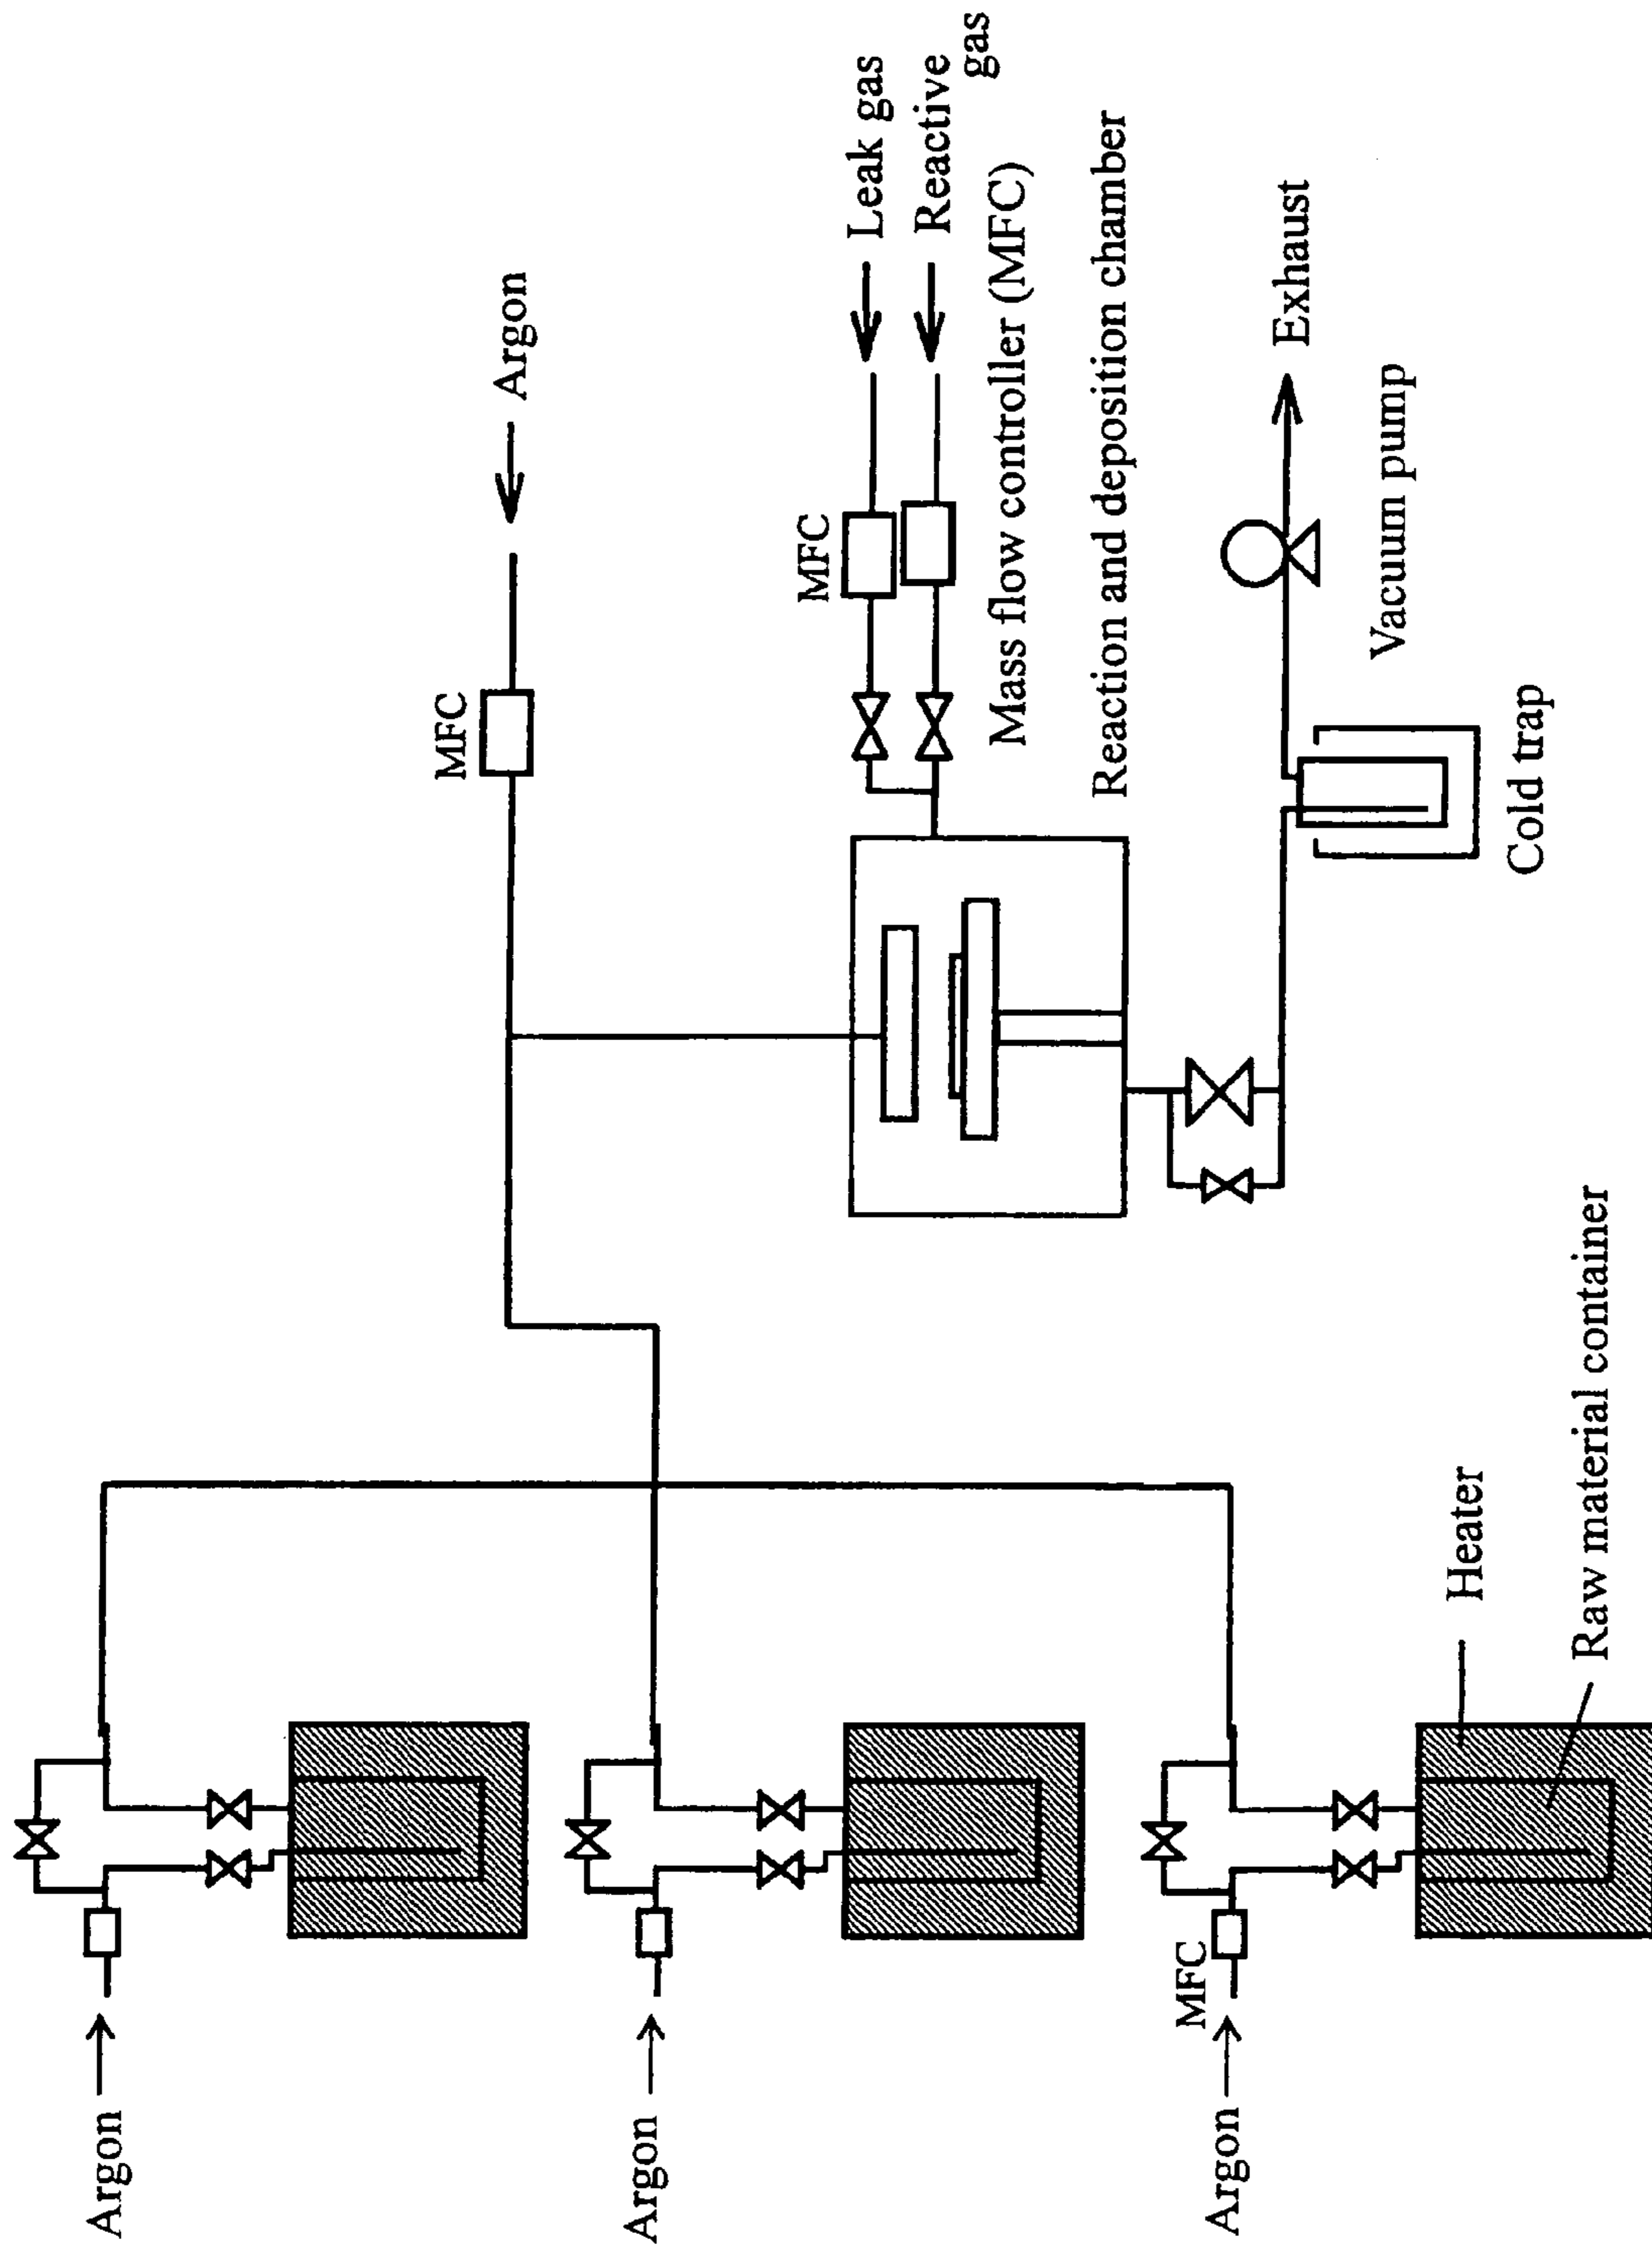 Argon
MFC
Argon
Argon
MFC
Leak gas
Reactive
gas
Mass flow controller (MFC)
Reaction and deposition chamber
MFC
Argon
Exhaust
Vacuum pump
Heater
Cold trap
Raw material container